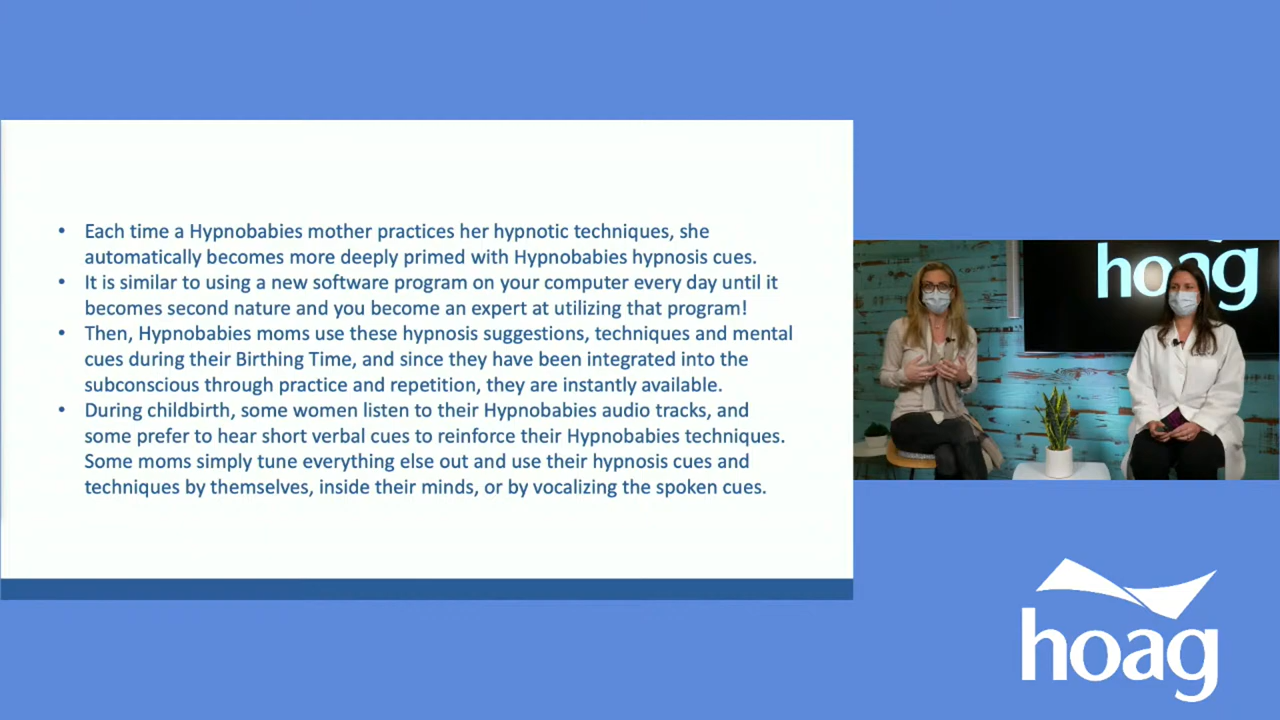 • Each time a Hypnobabies mother practices her hypnotic techniques, she
automatically becomes more deeply primed with Hypnobabies hypnosis cues.
• It is similar to using a new software program on your computer every day until it
becomes second nature and you become an expert at utilizing that program!
• Then, Hypnobabies moms use these hypnosis suggestions, techniques and mental
cues during their Birthing Time, and since they have been integrated into the
subconscious through practice and repetition, they are instantly available.
• During childbirth, some women listen to their Hypnobabies audio tracks, and
some prefer to hear short verbal cues to reinforce their Hypnobabies techniques.
Some moms simply tune everything else out and use their hypnosis cues and
techniques by themselves, inside their minds, or by vocalizing the spoken cues.
hoag
hoag